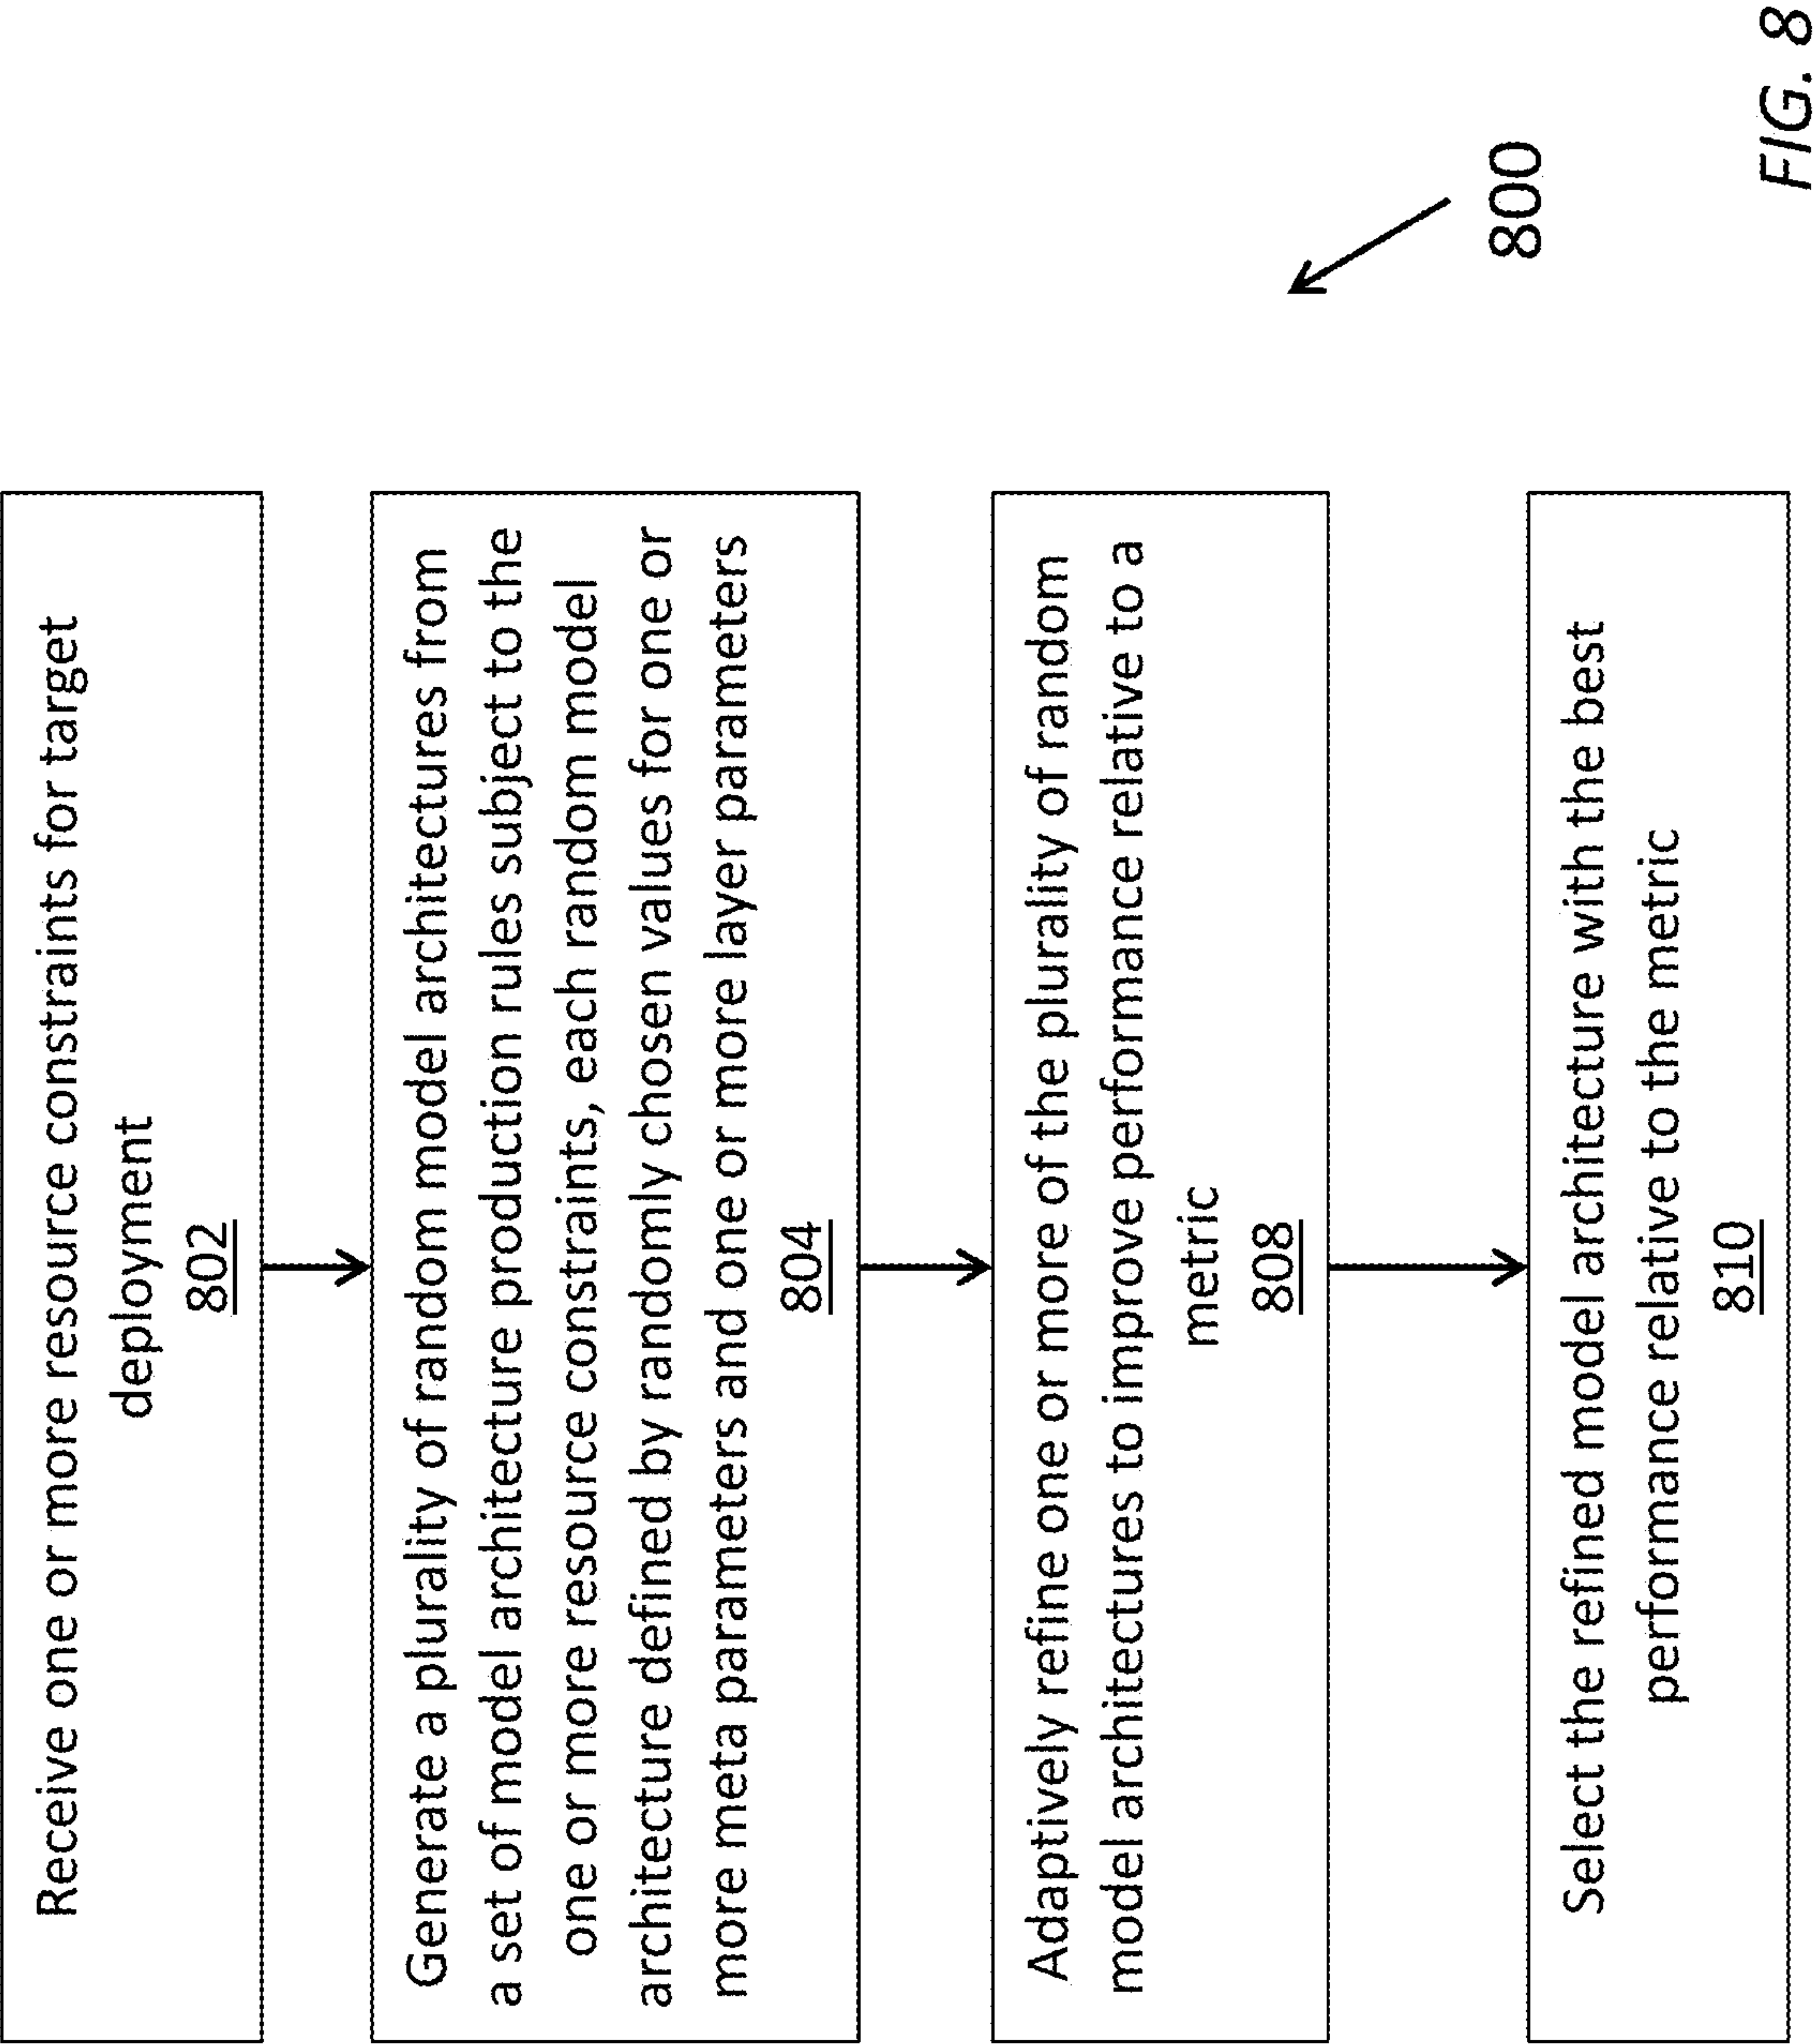 Receive one or more resource constraints for target
deployment
802
Generate a plurality of random model architectures from
a set of model architecture production rules subject to the
one or more resource constraints, each random model
architecture defined by randomly chosen values for one or
more meta parameters and one or more layer parameters
804
Adaptively refine one or more of the plurality of random
model architectures to improve performance relative to a
metric
808
Select the refined model architecture with the best
performance relative to the metric
810
800
FIG. 8